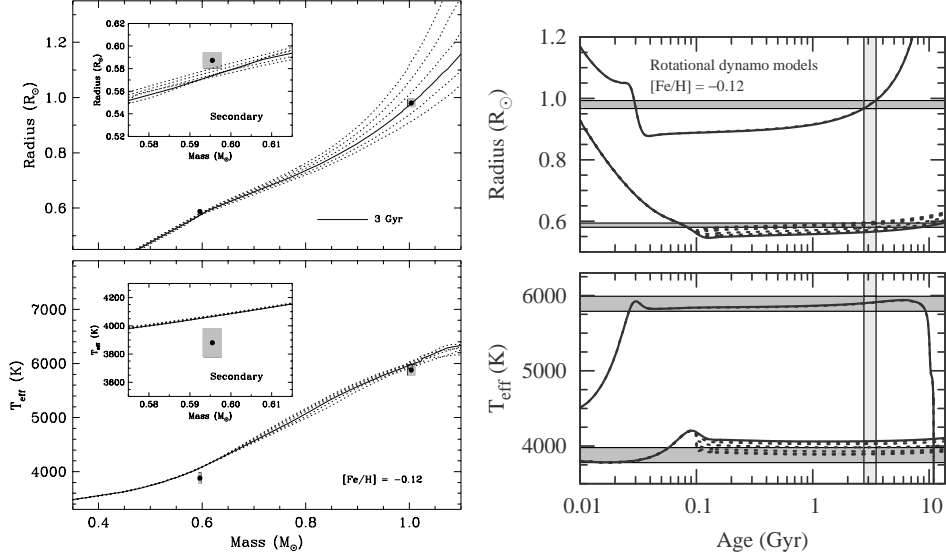 1.2
1.0
0.8
0.6
Radius (R⊙)
0.62
0.60
0.58
0.56
0.54
0.52
Radius (R⊙)
Secondary
0.58 0.59 0.60 0.61
Mass (M⊙)
3 Gyr
7000
6000
5000
4000
Teff (K)
4200
4000
3800
3600
Teff (K)
Secondary
0.58 0.59 0.60 0.61
Mass (M⊙)
[Fe/H] = −0.12
0.4 0.6 0.8 1.0
Mass (M⊙)
1.2
1.0
0.8
0.6
Radius (R⊙)
Rotational dynamo models
[Fe/H] = −0.12
6000
5000
4000
Teff (K)
0.01 0.1 1 10
Age (Gyr)